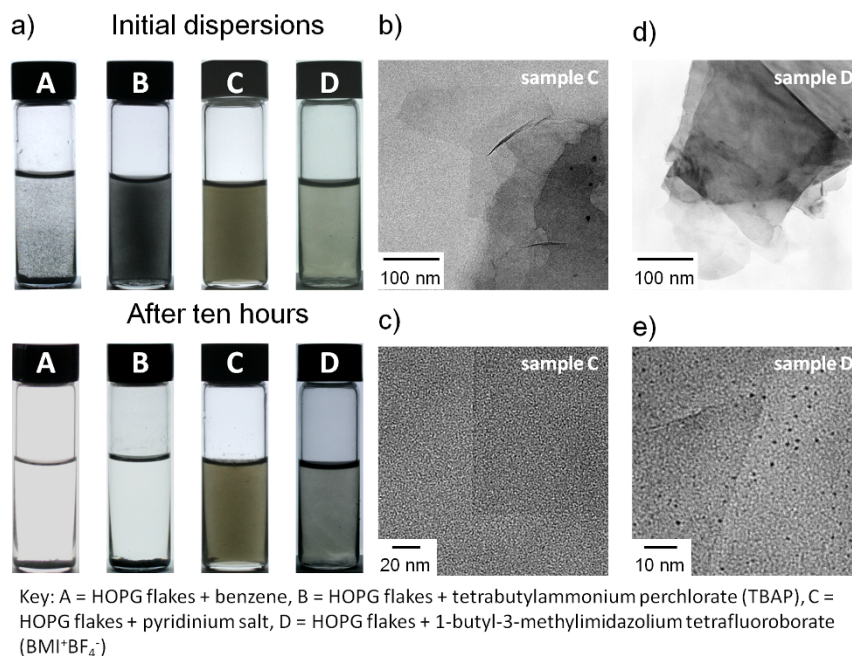 a)
Initial dispersions
A B C D
After ten hours
A B C D
b)
sample C
100 nm
c)
sample C
20 nm
d)
sample D
100 nm
e)
sample D
10 nm
Key: A = HOPG flakes + benzene, B = HOPG flakes + tetrabutylammonium perchlorate (TBAP), C =
HOPG flakes + pyridinium salt, D = HOPG flakes + 1-butyl-3-methylimidazolium tetrafluoroborate
(BMI⁺BF₄⁻)